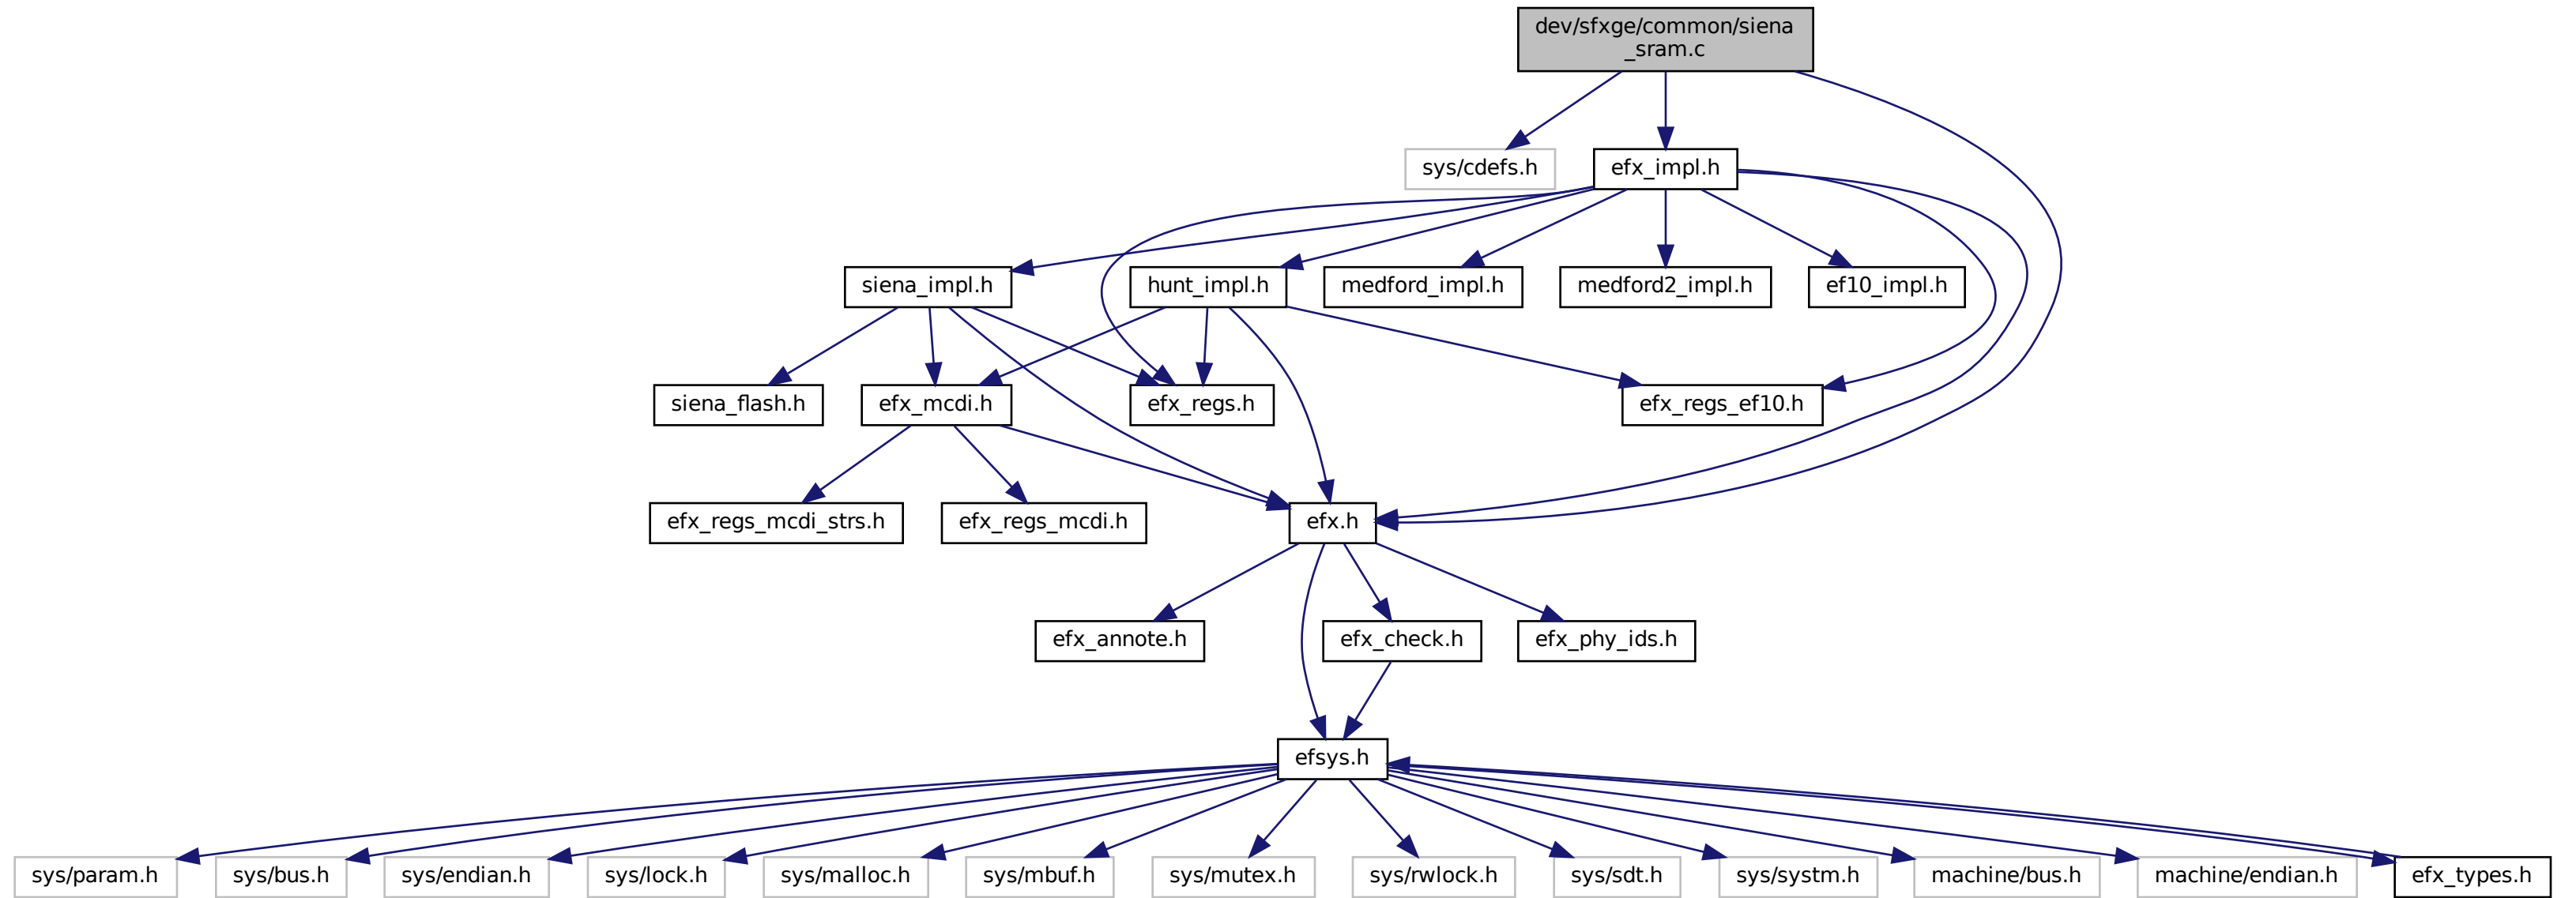 dev/sfxge/common/siena
_sram.c
sys/cdefs.h
efx_impl.h
siena_impl.h
hunt_impl.h
medford_impl.h
medford2_impl.h
ef10_impl.h
siena_flash.h
efx_mcdi.h
efx_regs.h
efx_regs_ef10.h
efx_regs_mcdi_strs.h
efx_regs_mcdi.h
efx.h
efx_annote.h
efx_check.h
efx_phy_ids.h
efsys.h
sys/param.h
sys/bus.h
sys/endian.h
sys/lock.h
sys/malloc.h
sys/mbuf.h
sys/mutex.h
sys/rwlock.h
sys/sdt.h
sys/systm.h
machine/bus.h
machine/endian.h
efx_types.h